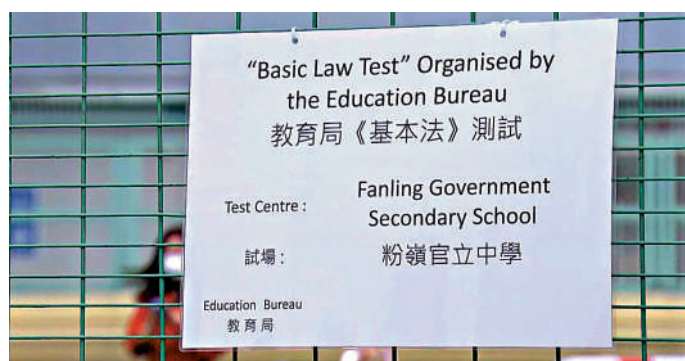 “Basic Law Test” Organised by
the Education Bureau
教育局《基本法》測試
Test Centre :
Fanling Government
Secondary School
試場 :
粉嶺官立中學
Education Bureau
教育局